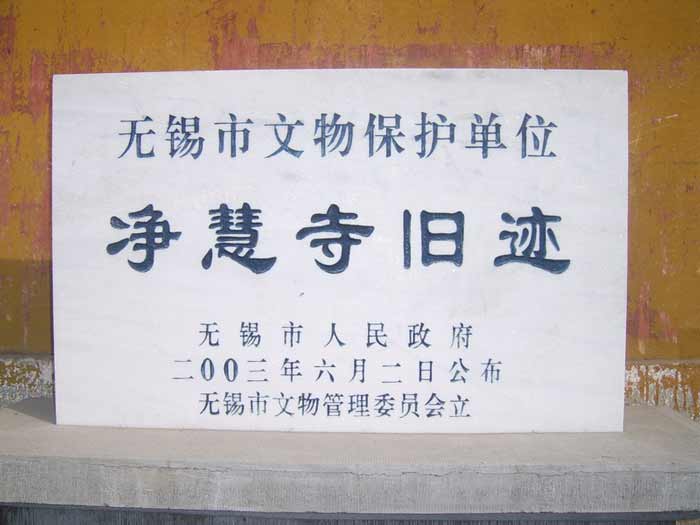 无锡市文物保护单位
净慧寺旧迹
无锡市人民政府
二00三年六月二日公布
无锡市文物管理委员会立